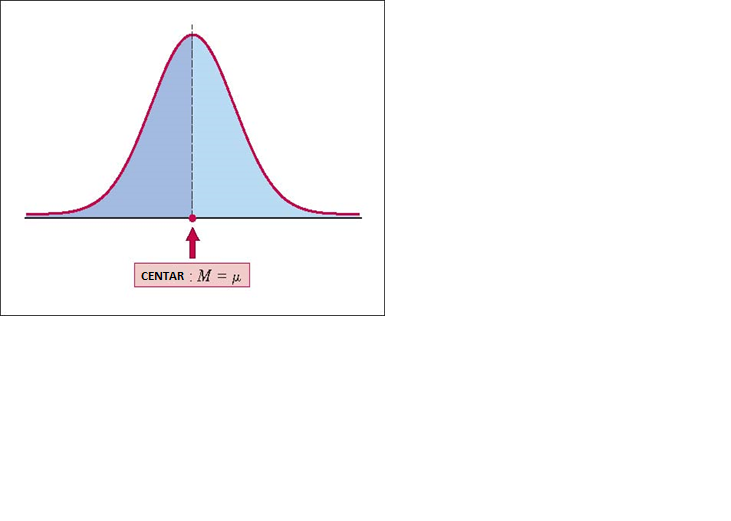 CENTAR : M = μ